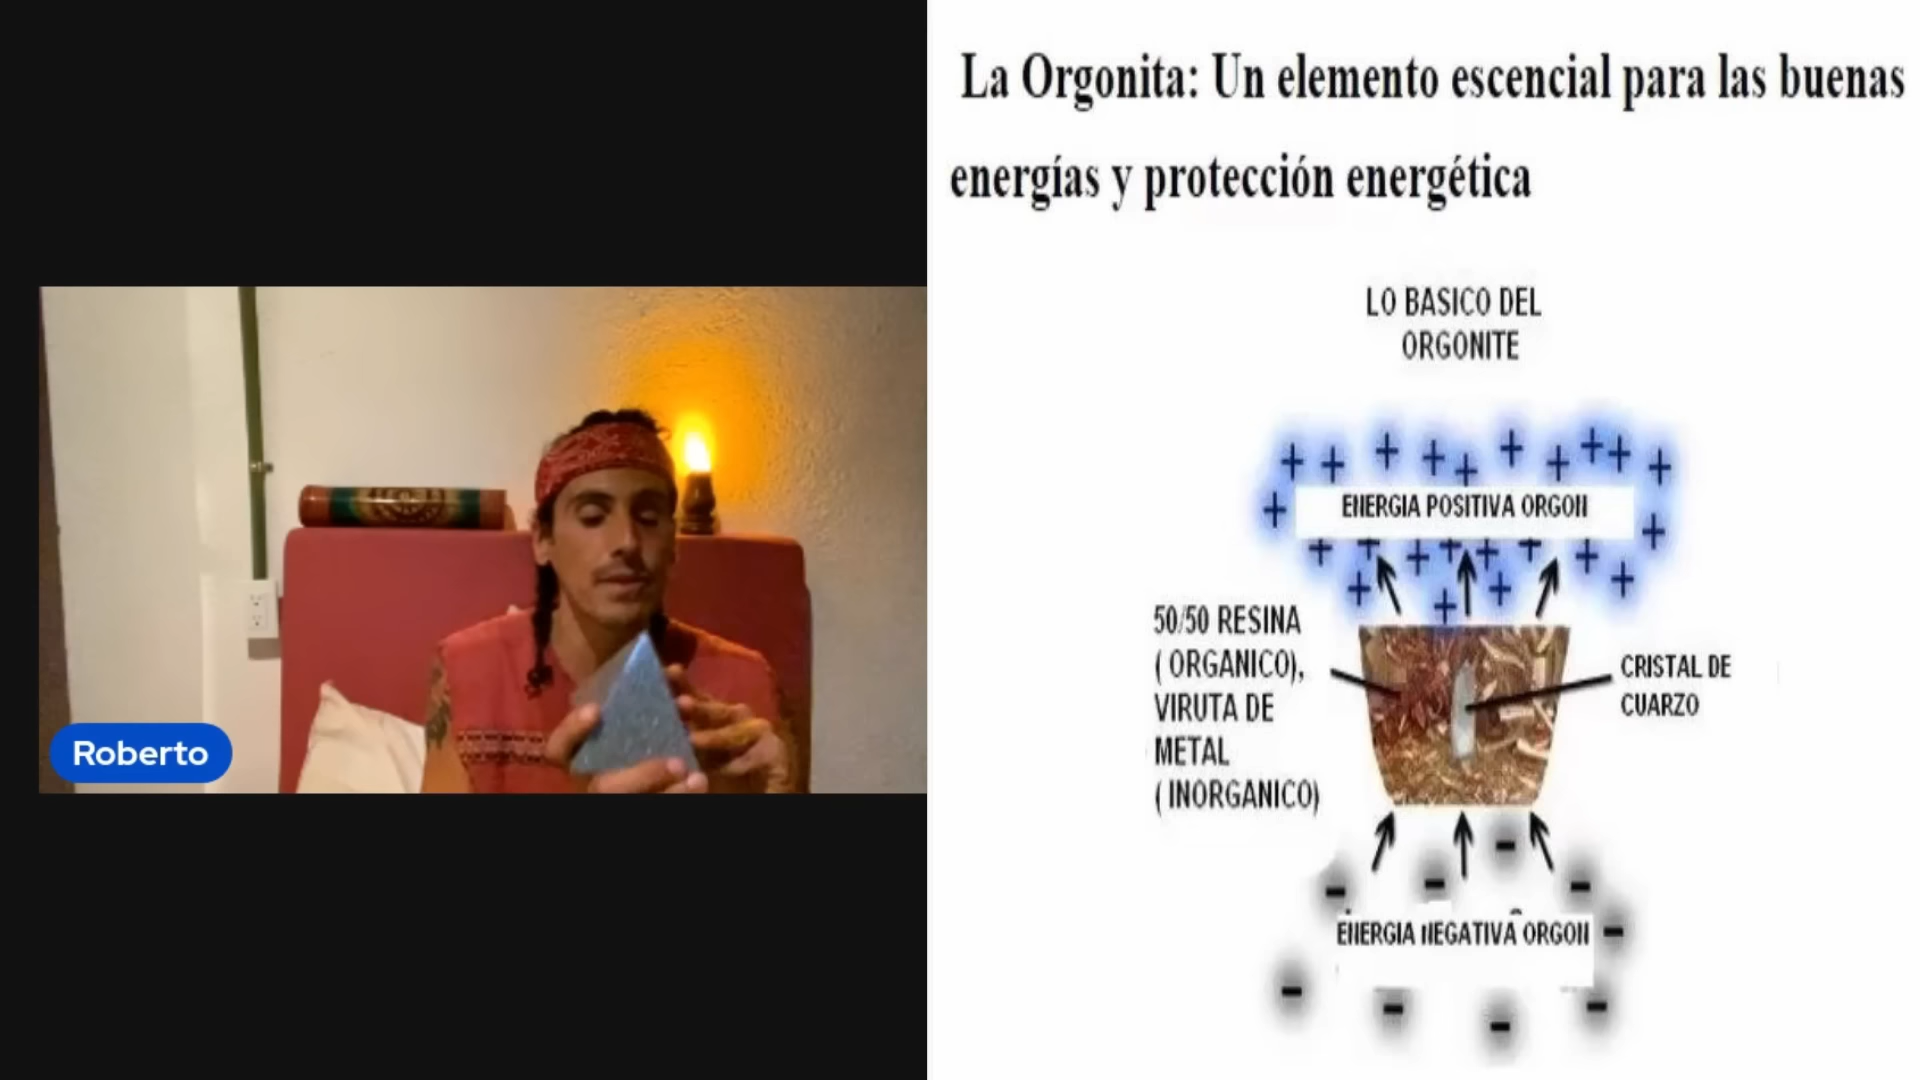 La Orgonita: Un elemento escencial para las buenas
energías y protección energética
LO BASICO DEL
ORGONITE
ENERGIA POSITIVA ORGON
50/50 RESINA
( ORGANICO),
VIRUTA DE
METAL
( INORGANICO)
CRISTAL DE
CUARZO
ENERGIA NEGATIVA ORGON
Roberto